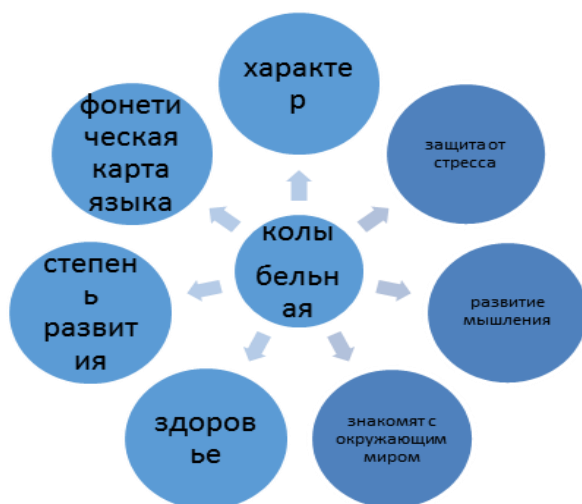 характе
р
защита от
стресса
развитие
мышления
знакомят с
окружающим
миром
здоров
ье
степен
ь
развит
ия
фонети
ческая
карта
языка
колы
бельн
ая